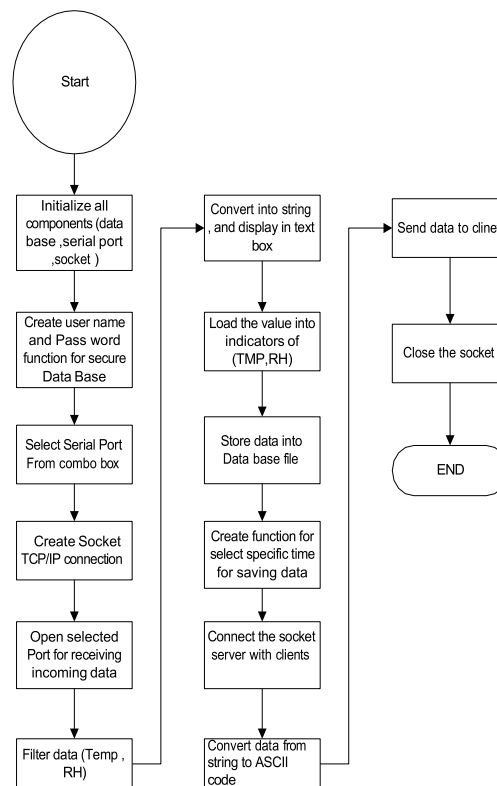 Start
Initialize all
components (data
base ,serial port
,socket )
Create user name
and Pass word
function for secure
Data Base
Select Serial Port
From combo box
Create Socket
TCP/IP connection
Open selected
Port for receiving
incoming data
Filter data (Temp ,
RH)
Convert into string
, and display in text
box
Load the value into
indicators of
(TMP,RH)
Store data into
Data base file
Create function for
select specific time
for saving data
Connect the socket
server with clients
Convert data from
string to ASCII
code
Send data to cline
Close the socket
END